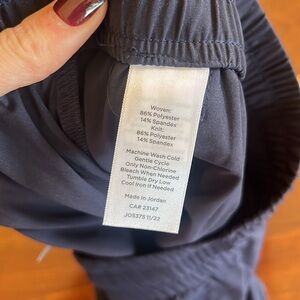 Woven:
86% Polyester
14% Spandex
Knit:
86% Polyester
14% Spandex
Machine Wash Cold
Gentle Cycle
Only Non-Chlorine
Bleach When Needed
Tumble Dry Low
Cool Iron If Needed
Made in Jordan
CA# 23147
JO5375 11/22